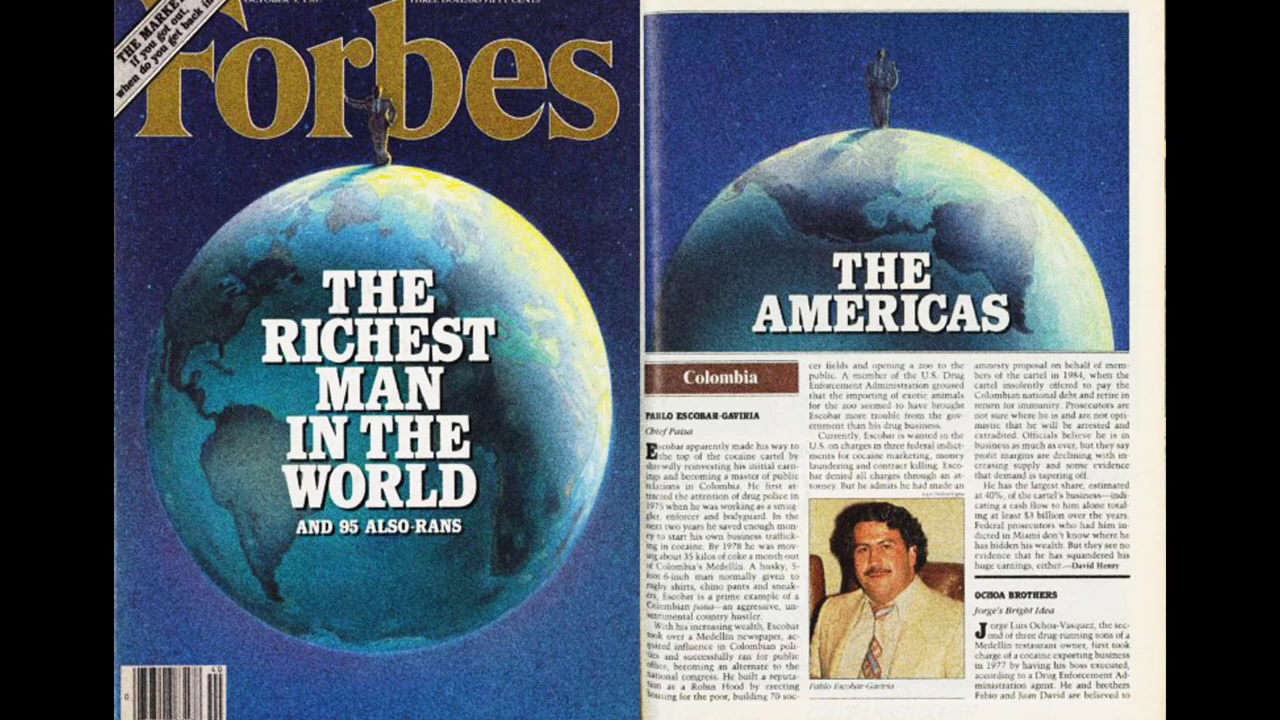 THE MARKET
If you got out,
when do you get back in
OCTOBER 5, 1987
THREE DOLLARS FIFTY CENTS
Forbes
THE
RICHEST
MAN
IN THE
WORLD
AND 95 ALSO-RANS
THE
AMERICAS
Colombia
PABLO ESCOBAR-GAVIRIA
Chief Paisa
Escobar apparently made his way to
the top of the cocaine cartel by
shrewdly reinvesting his initial earn-
ings and becoming a master of public
relations in Colombia. He first at-
tracted the attention of drug police in
1975 when he was working as a smug-
gler, enforcer and bodyguard. In the
next two years he saved enough mon-
ey to start his own business traffick-
ing in cocaine. By 1978 he was mov-
ing about 35 kilos of coke a month out
of Colombia's Medellin. A husky, 5-
foot 6-inch man normally given to
rugby shirts, chino pants and sneak-
ers, Escobar is a prime example of a
Colombian paisa—an aggressive, un-
sentimental country hustler.
With his increasing wealth, Escobar
took over a Medellin newspaper, ac-
quired influence in Colombian poli-
tics and successfully ran for public
office, becoming an alternate to the
national congress. He built a reputa-
tion as a Robin Hood by erecting
housing for the poor, building 70 soc-
cer fields and opening a zoo to the
public. A member of the U.S. Drug
Enforcement Administration groused
that the importing of exotic animals
for the zoo seemed to have brought
Escobar more trouble from the gov-
ernment than his drug business.
Currently, Escobar is wanted in the
U.S. on charges in three federal indict-
ments for cocaine marketing, money
laundering and contract killing. Esco-
bar denied all charges through an at-
torney. But he admits he had made an
Pablo Escobar-Gaviria
amnesty proposal on behalf of mem-
bers of the cartel in 1984, when the
cartel insolently offered to pay the
Colombian national debt and retire in
return for immunity. Prosecutors are
not sure where he is and are not opti-
mistic that he will be arrested and
extradited. Officials believe he is in
business as much as ever, but they say
profit margins are declining with in-
creasing supply and some evidence
that demand is tapering off.
He has the largest share, estimated
at 40%, of the cartel's business—indi-
cating a cash flow to him alone total-
ing at least $3 billion over the years.
Federal prosecutors who had him in-
dicted in Miami don't know where he
has hidden his wealth. But they see no
evidence that he has squandered his
huge earnings, either.—David Henry
OCHOA BROTHERS
Jorge's Bright Idea
Jorge Luis Ochoa-Vasquez, the sec-
ond of three drug-running sons of a
Medellin restaurant owner, first took
charge of a cocaine exporting business
in 1977 by having his boss executed,
according to a Drug Enforcement Ad-
ministration agent. He and brothers
Fabio and Juan David are believed to
40
0